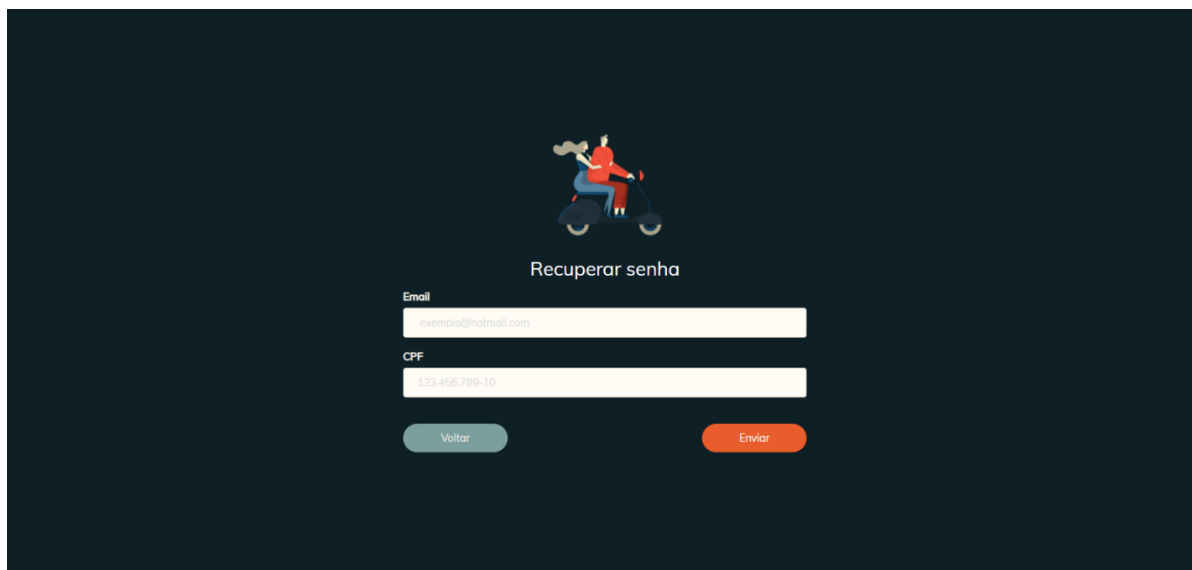 Recuperar senha
Email
exemplo@hotmail.com
CPF
123.456.789-10
Voltar
Enviar